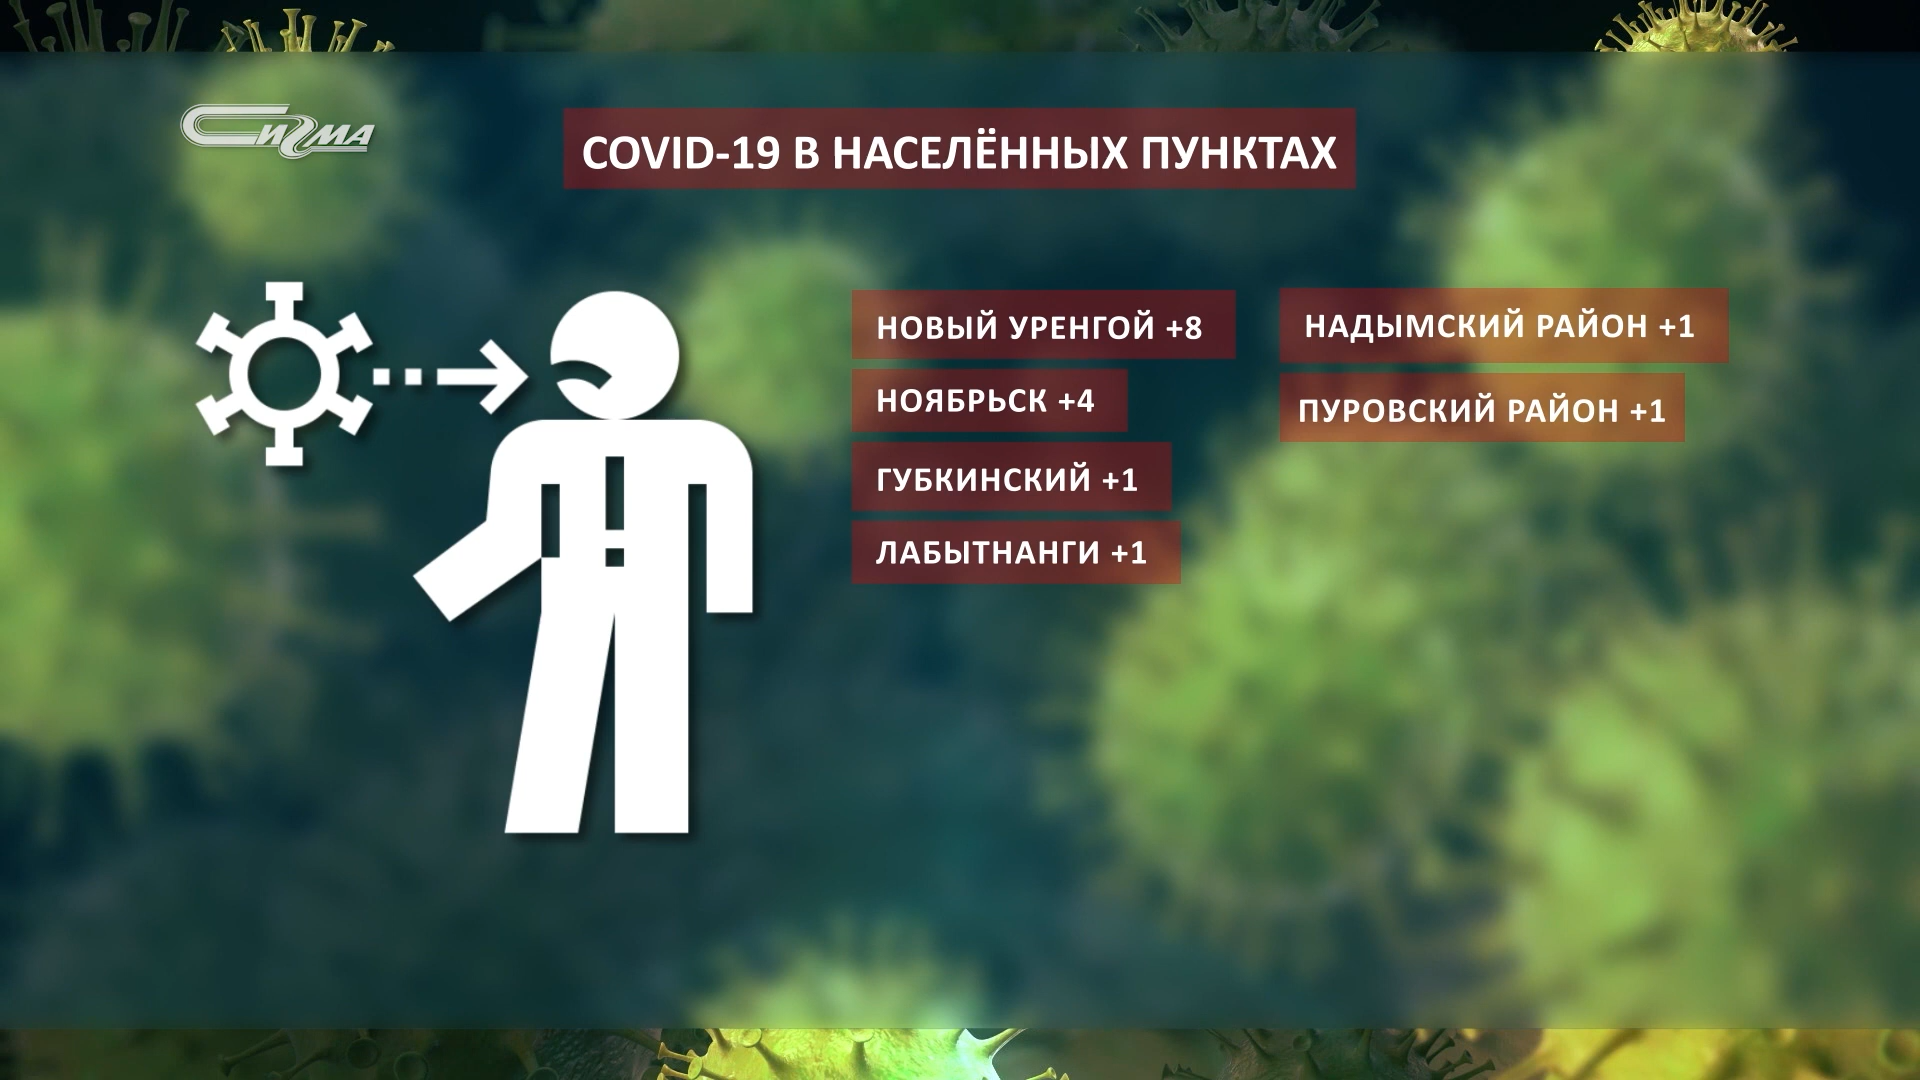 СИГМА
COVID-19 В НАСЕЛЁННЫХ ПУНКТАХ
НОВЫЙ УРЕНГОЙ +8
НОЯБРЬСК +4
ГУБКИНСКИЙ +1
ЛАБЫТНАНГИ +1
НАДЫМСКИЙ РАЙОН +1
ПУРОВСКИЙ РАЙОН +1